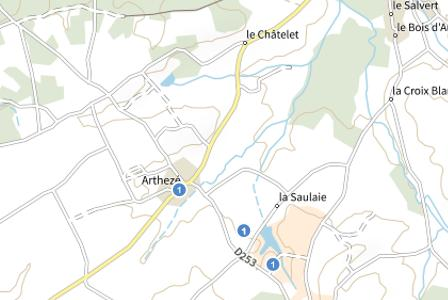 le Salvert
le Bois d'A
le Châtelet
la Croix Bla
Arthezé
1
la Saulaie
1
D253
1